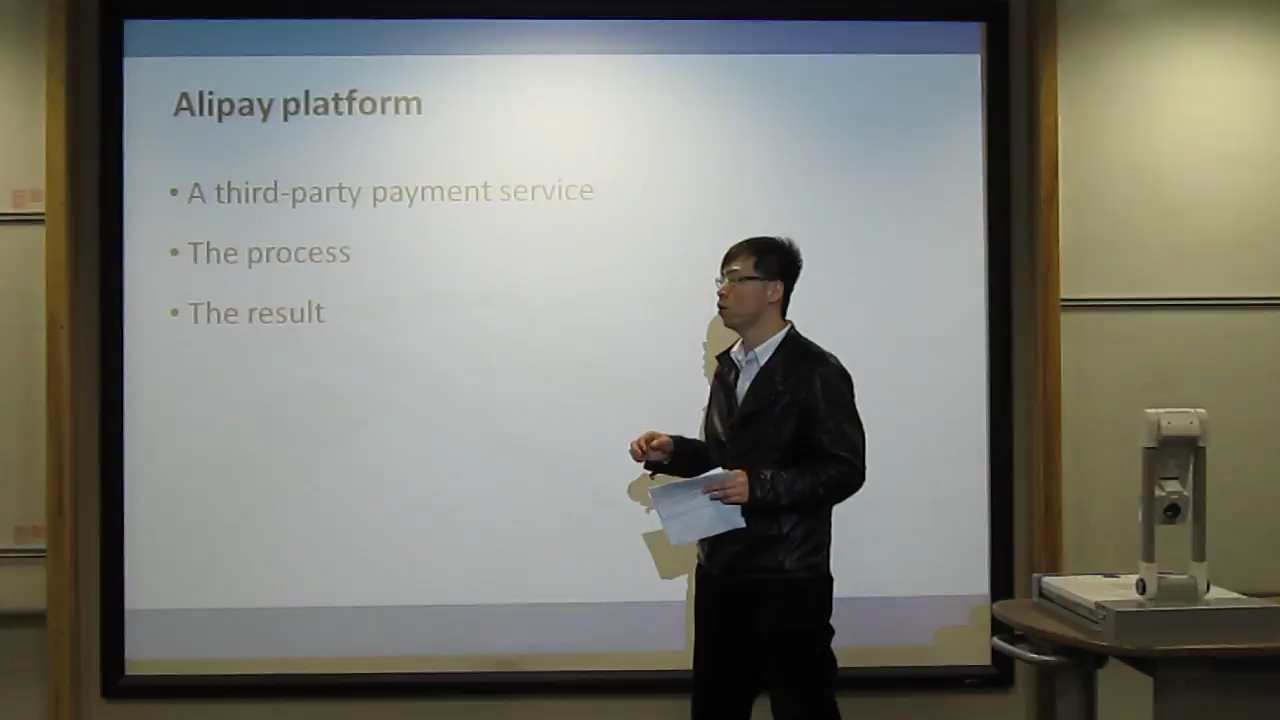 Alipay platform
• A third-party payment service
• The process
• The result